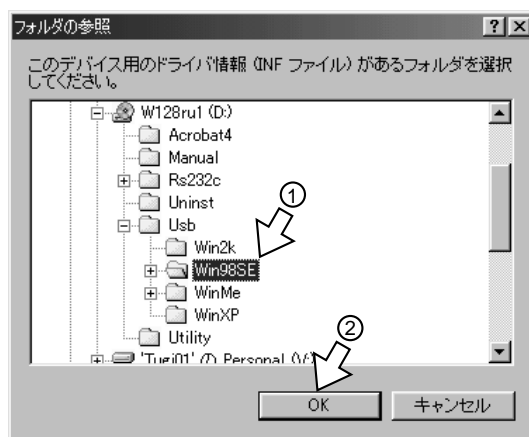 フォルダの参照
? ×
このデバイス用のドライバ情報 (INF ファイル) があるフォルダを選択
してください。
W128ru1 (D:)
Acrobat4
Manual
Rs232c
Uninst
①
Usb
Win2k
Win98SE
WinMe
WinXP
②
Utility
'Tugi01' の Personal
OK
キャンセル